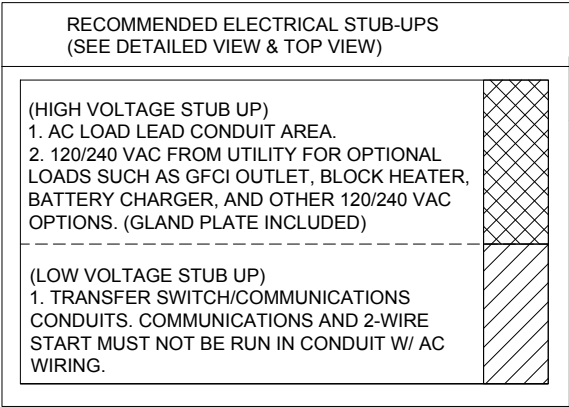 RECOMMENDED ELECTRICAL STUB-UPS
(SEE DETAILED VIEW & TOP VIEW)
(HIGH VOLTAGE STUB UP)
1. AC LOAD LEAD CONDUIT AREA.
2. 120/240 VAC FROM UTILITY FOR OPTIONAL
LOADS SUCH AS GFCI OUTLET, BLOCK HEATER,
BATTERY CHARGER, AND OTHER 120/240 VAC
OPTIONS. (GLAND PLATE INCLUDED)
(LOW VOLTAGE STUB UP)
1. TRANSFER SWITCH/COMMUNICATIONS
CONDUITS. COMMUNICATIONS AND 2-WIRE
START MUST NOT BE RUN IN CONDUIT W/ AC
WIRING.